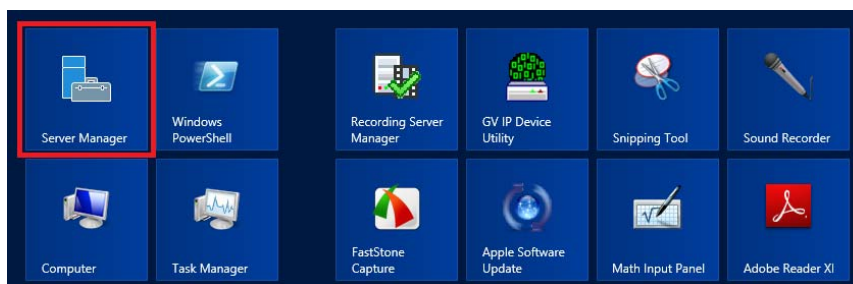 Server Manager
Windows
PowerShell
Recording Server
Manager
GV IP Device
Utility
Snipping Tool
Sound Recorder
Computer
Task Manager
FastStone
Capture
Apple Software
Update
Math Input Panel
Adobe Reader XI